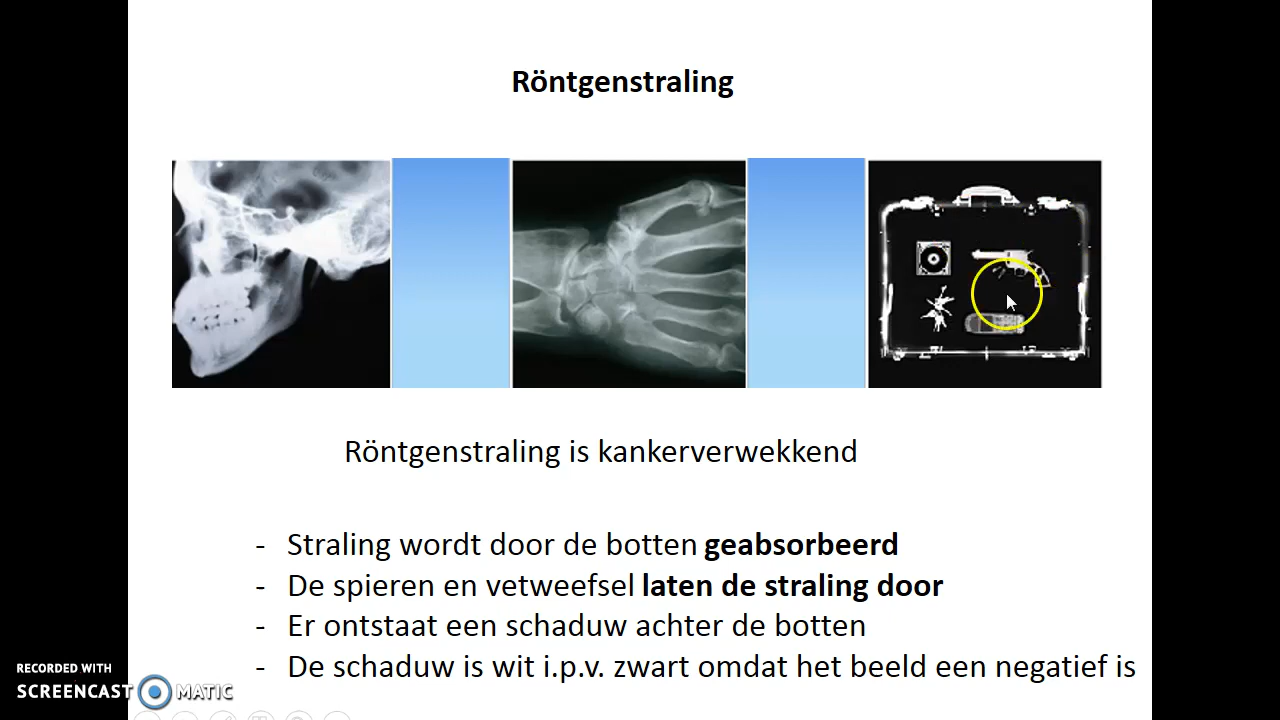 Röntgenstraling
Röntgenstraling is kankerverwekkend
- Straling wordt door de botten geabsorbeerd
- De spieren en vetweefsel laten de straling door
- Er ontstaat een schaduw achter de botten
- De schaduw is wit i.p.v. zwart omdat het beeld een negatief is
RECORDED WITH
SCREENCAST MATIC